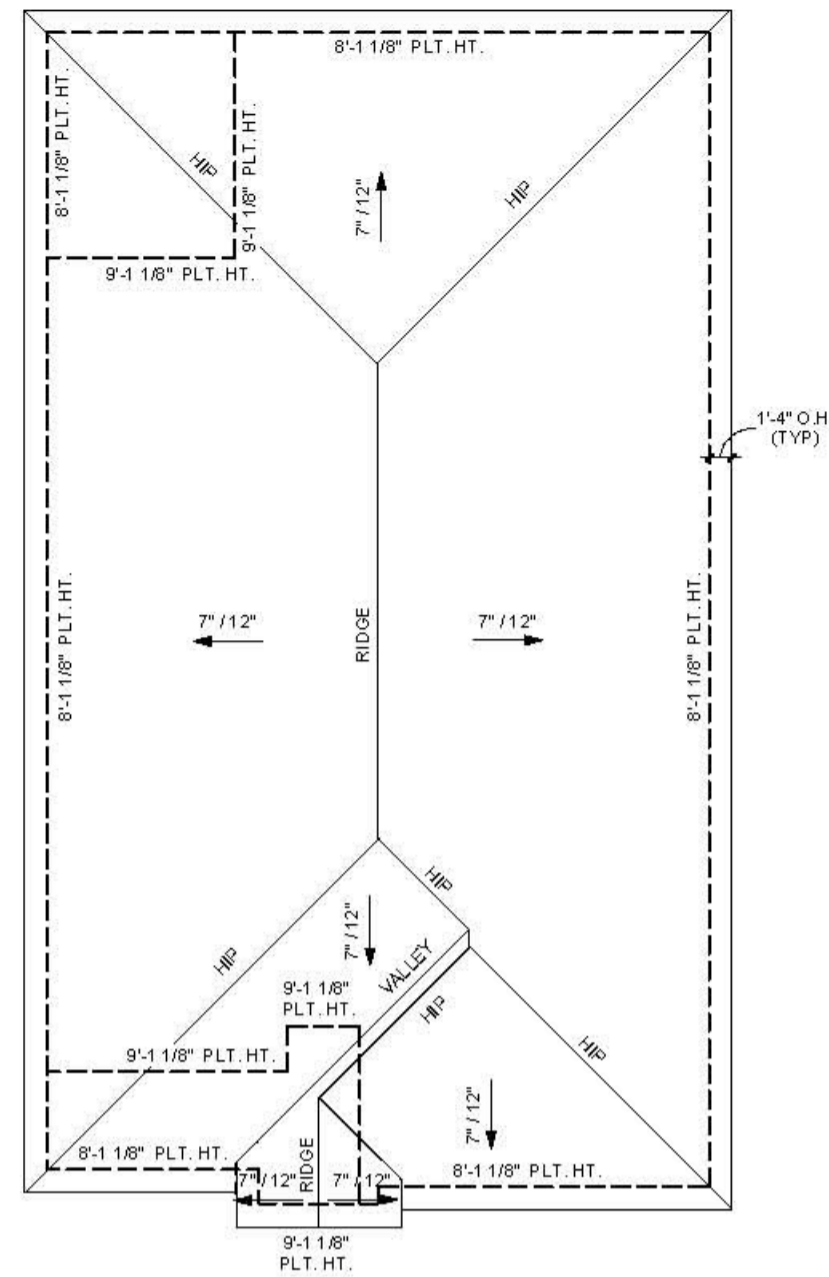 8'-1 1/8" PLT. HT.
8'-1 1/8" PLT. HT.
9'-1 1/8" PLT. HT.
HIP
HIP
7" / 12"
9'-1 1/8" PLT. HT.
1'-4" O.H
(TYP)
8'-1 1/8" PLT. HT.
7" / 12"
RIDGE
7" / 12"
8'-1 1/8" PLT. HT.
HIP
7" / 12"
HIP
VALLEY
9'-1 1/8"
PLT. HT.
HIP
HIP
9'-1 1/8" PLT. HT.
7" / 12"
8'-1 1/8" PLT. HT.
7" / 12"
RIDGE
7" / 12"
8'-1 1/8" PLT. HT.
9'-1 1/8"
PLT. HT.